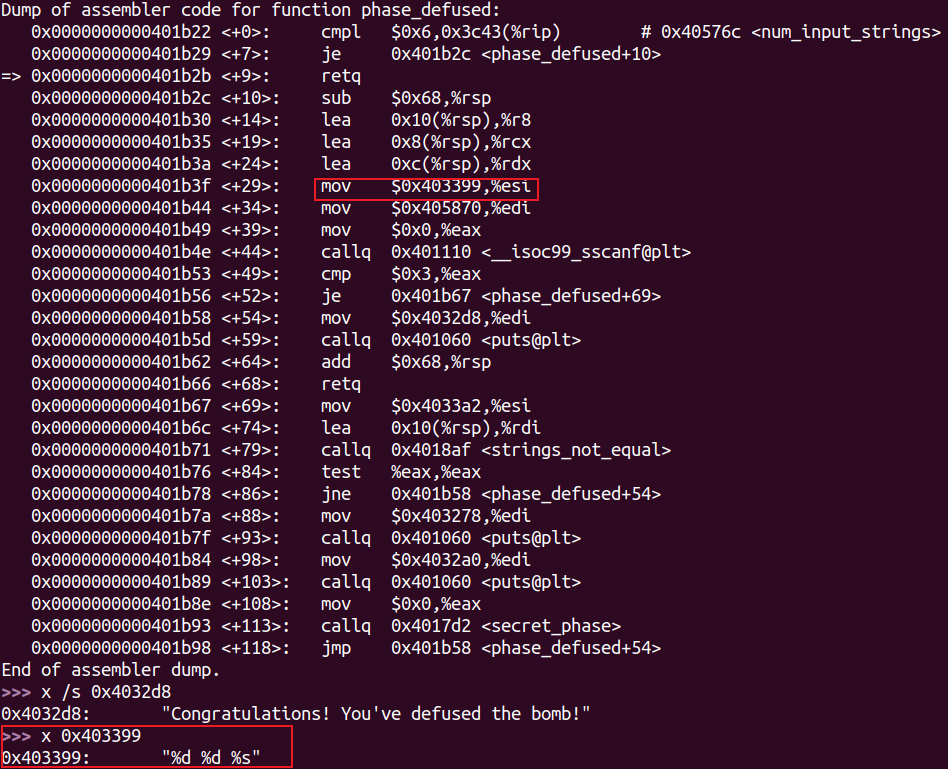 Dump of assembler code for function phase_defused:
   0x0000000000401b22 <+0>:     cmpl   $0x6,0x3c43(%rip)        # 0x40576c <num_input_strings>
   0x0000000000401b29 <+7>:     je     0x401b2c <phase_defused+10>
=> 0x0000000000401b2b <+9>:     retq
   0x0000000000401b2c <+10>:    sub    $0x68,%rsp
   0x0000000000401b30 <+14>:    lea    0x10(%rsp),%r8
   0x0000000000401b35 <+19>:    lea    0x8(%rsp),%rcx
   0x0000000000401b3a <+24>:    lea    0xc(%rsp),%rdx
   0x0000000000401b3f <+29>:    mov    $0x403399,%esi
   0x0000000000401b44 <+34>:    mov    $0x405870,%edi
   0x0000000000401b49 <+39>:    mov    $0x0,%eax
   0x0000000000401b4e <+44>:    callq  0x401110 <__isoc99_sscanf@plt>
   0x0000000000401b53 <+49>:    cmp    $0x3,%eax
   0x0000000000401b56 <+52>:    je     0x401b67 <phase_defused+69>
   0x0000000000401b58 <+54>:    mov    $0x4032d8,%edi
   0x0000000000401b5d <+59>:    callq  0x401060 <puts@plt>
   0x0000000000401b62 <+64>:    add    $0x68,%rsp
   0x0000000000401b66 <+68>:    retq
   0x0000000000401b67 <+69>:    mov    $0x4033a2,%esi
   0x0000000000401b6c <+74>:    lea    0x10(%rsp),%rdi
   0x0000000000401b71 <+79>:    callq  0x4018af <strings_not_equal>
   0x0000000000401b76 <+84>:    test   %eax,%eax
   0x0000000000401b78 <+86>:    jne    0x401b58 <phase_defused+54>
   0x0000000000401b7a <+88>:    mov    $0x403278,%edi
   0x0000000000401b7f <+93>:    callq  0x401060 <puts@plt>
   0x0000000000401b84 <+98>:    mov    $0x4032a0,%edi
   0x0000000000401b89 <+103>:   callq  0x401060 <puts@plt>
   0x0000000000401b8e <+108>:   mov    $0x0,%eax
   0x0000000000401b93 <+113>:   callq  0x4017d2 <secret_phase>
   0x0000000000401b98 <+118>:   jmp    0x401b58 <phase_defused+54>
End of assembler dump.
>>> x /s 0x4032d8
0x4032d8:       "Congratulations! You've defused the bomb!"
>>> x 0x403399
0x403399:       "%d %d %s"